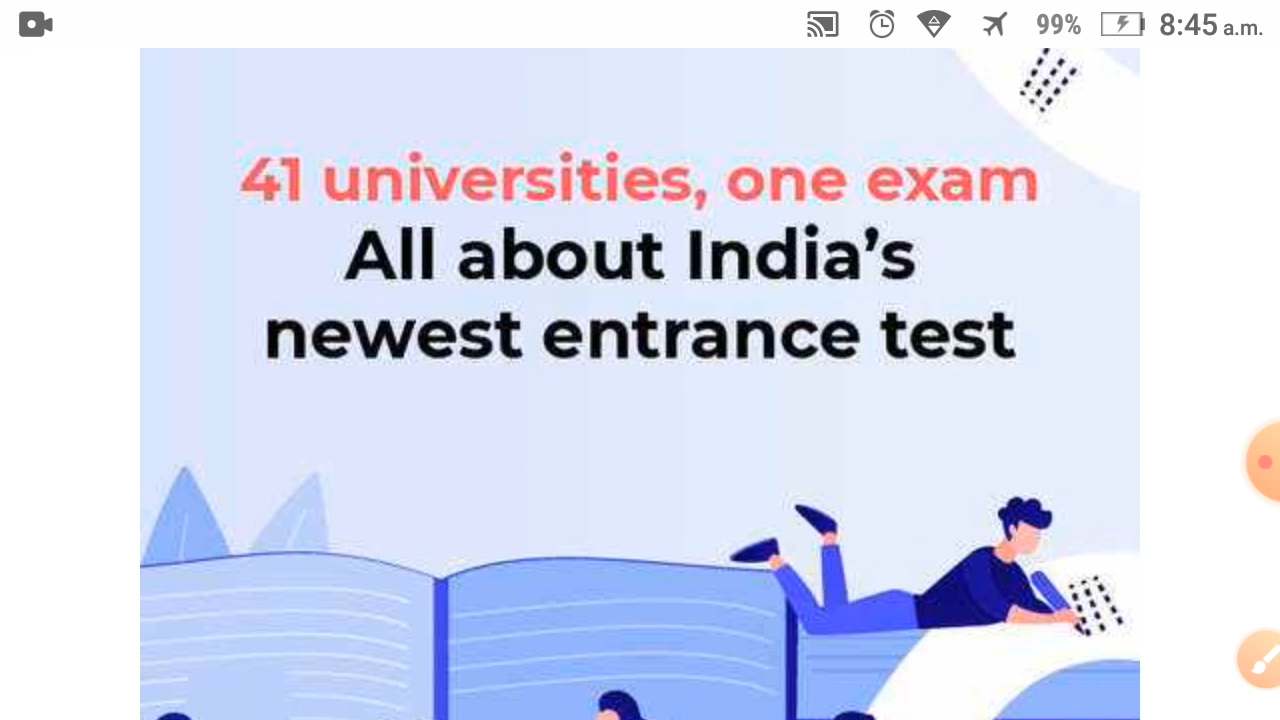 99% 8:45 a.m.
41 universities, one exam
All about India’s
newest entrance test